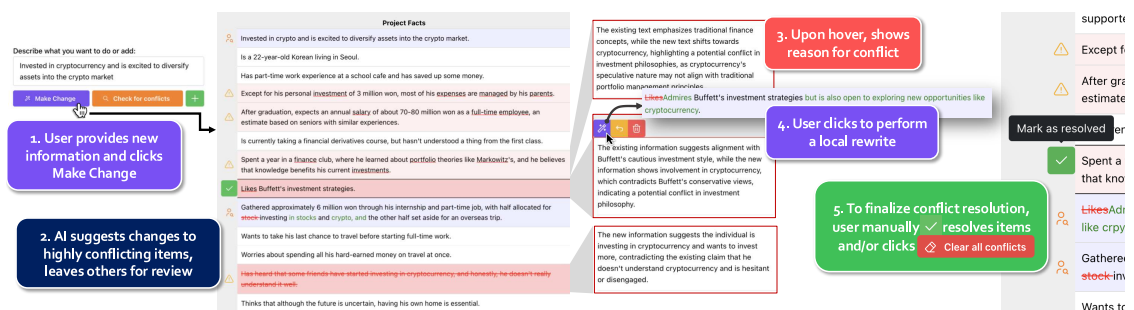 Describe what you want to do or add:
Invested in cryptocurrency and is excited to diversify
assets into the crypto market
Make Change
Check for conflicts
+
1. User provides new
information and clicks
Make Change
2. AI suggests changes to
highly conflicting items,
leaves others for review
Project Facts
Invested in crypto and is excited to diversify assets into the crypto market.
Is a 22-year-old Korean living in Seoul.
Has part-time work experience at a school cafe and has saved up some money.
Except for his personal investment of 3 million won, most of his expenses are managed by his parents.
After graduation, expects an annual salary of about 70-80 million won as a full-time employee, an
estimate based on seniors with similar experiences.
Is currently taking a financial derivatives course, but hasn't understood a thing from the first class.
Spent a year in a finance club, where he learned about portfolio theories like Markowitz's, and he believes
that knowledge benefits his current investments.
Likes Buffett's investment strategies.
Gathered approximately 6 million won through his internship and part-time job, with half allocated for
stock investing in stocks and crypto, and the other half set aside for an overseas trip.
Wants to take his last chance to travel before starting full-time work.
Worries about spending all his hard-earned money on travel at once.
Has heard that some friends have started investing in cryptocurrency, and honestly, he doesn't really
understand it well.
Thinks that although the future is uncertain, having his own home is essential.
The existing text emphasizes traditional finance
concepts, while the new text shifts towards
cryptocurrency, highlighting a potential conflict in
investment philosophies, as cryptocurrency's
speculative nature may not align with traditional
portfolio management principles.
3. Upon hover, shows
reason for conflict
LikesAdmires Buffett's investment strategies but is also open to exploring new opportunities like
cryptocurrency.
4. User clicks to perform
a local rewrite
The existing information suggests alignment with
Buffett's cautious investment style, while the new
information shows involvement in cryptocurrency,
which contradicts Buffett's conservative views,
indicating a potential conflict in investment
philosophy.
The new information suggests the individual is
investing in cryptocurrency and wants to invest
more, contradicting the existing claim that he
doesn't understand cryptocurrency and is hesitant
or disengaged.
5. To finalize conflict resolution,
user manually resolves items
and/or clicks Clear all conflicts
supporte
Except f
After gra
estimate
Mark as resolved
Spent a
that kno
LikesAdm
like crpy
Gathered
stock inv
Wants to